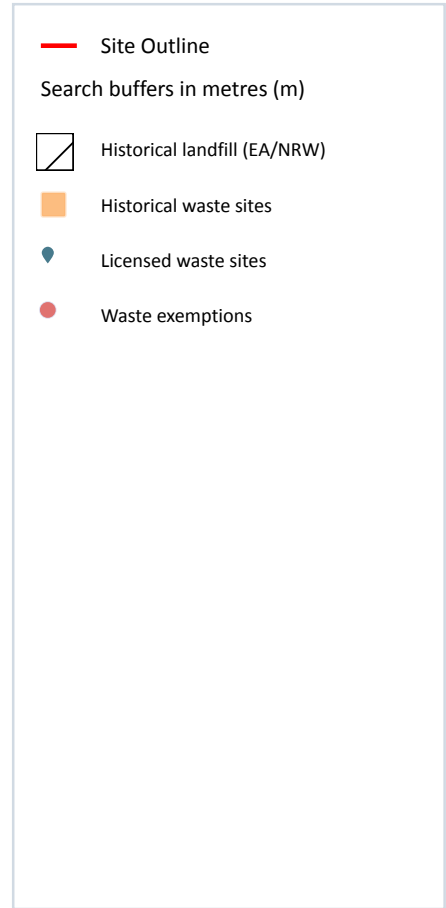 Site Outline
Search buffers in metres (m)
Historical landfill (EA/NRW)
Historical waste sites
Licensed waste sites
Waste exemptions